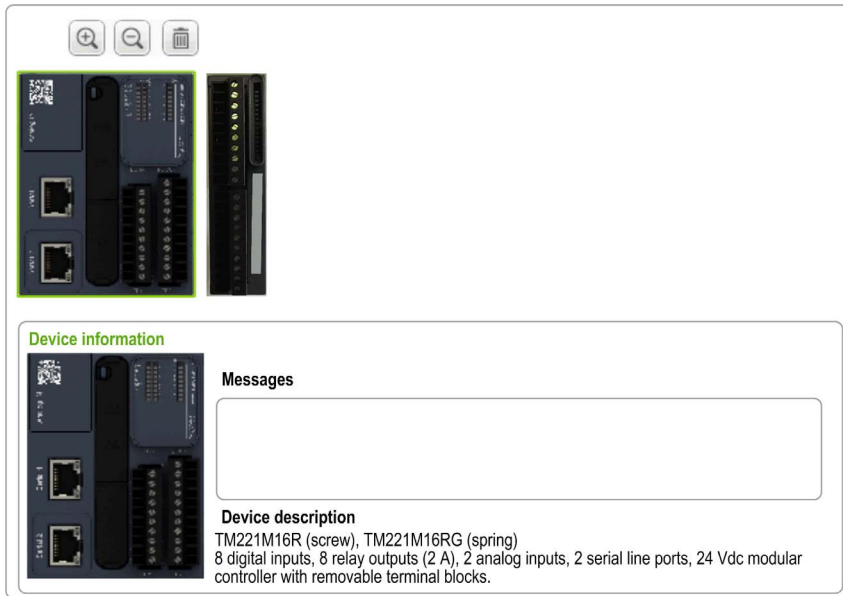 Device information
Messages
Device description
TM221M16R (screw), TM221M16RG (spring)
8 digital inputs, 8 relay outputs (2 A), 2 analog inputs, 2 serial line ports, 24 Vdc modular
controller with removable terminal blocks.